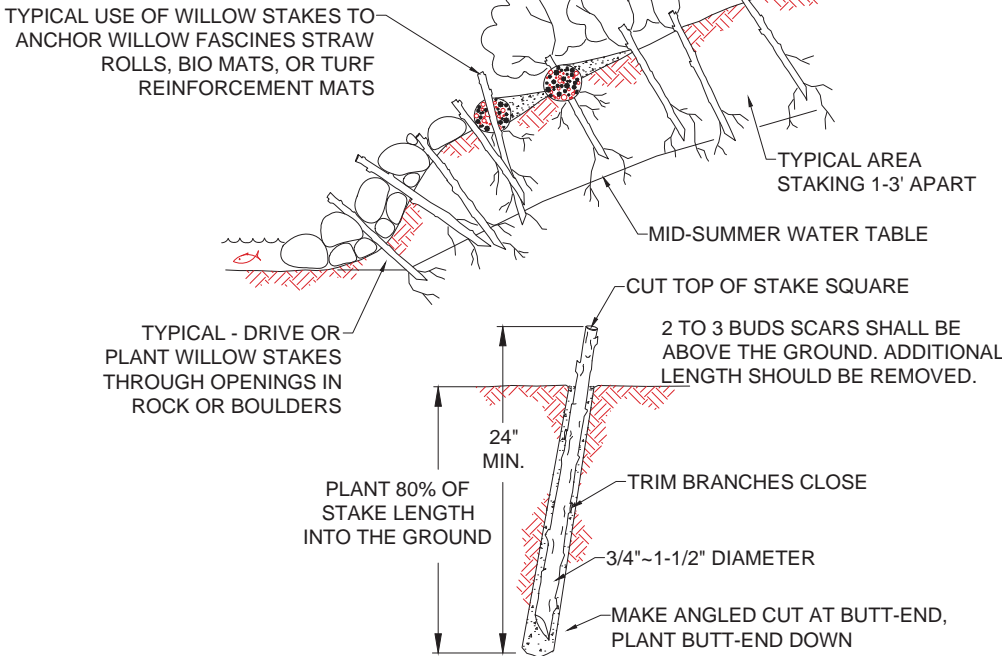 TYPICAL USE OF WILLOW STAKES TO
ANCHOR WILLOW FASCINES STRAW
ROLLS, BIO MATS, OR TURF
REINFORCEMENT MATS
TYPICAL AREA
STAKING 1-3' APART
MID-SUMMER WATER TABLE
TYPICAL - DRIVE OR
PLANT WILLOW STAKES
THROUGH OPENINGS IN
ROCK OR BOULDERS
CUT TOP OF STAKE SQUARE
2 TO 3 BUDS SCARS SHALL BE
ABOVE THE GROUND. ADDITIONAL
LENGTH SHOULD BE REMOVED.
24"
MIN.
PLANT 80% OF
STAKE LENGTH
INTO THE GROUND
TRIM BRANCHES CLOSE
3/4"~1-1/2" DIAMETER
MAKE ANGLED CUT AT BUTT-END,
PLANT BUTT-END DOWN